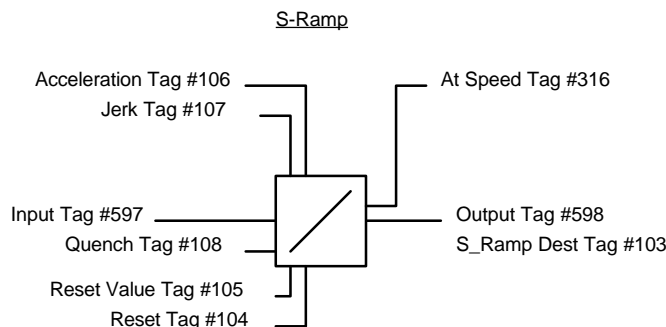 S-Ramp
Acceleration Tag #106
At Speed Tag #316
Jerk Tag #107
Input Tag #597
Output Tag #598
Quench Tag #108
S_Ramp Dest Tag #103
Reset Value Tag #105
Reset Tag #104